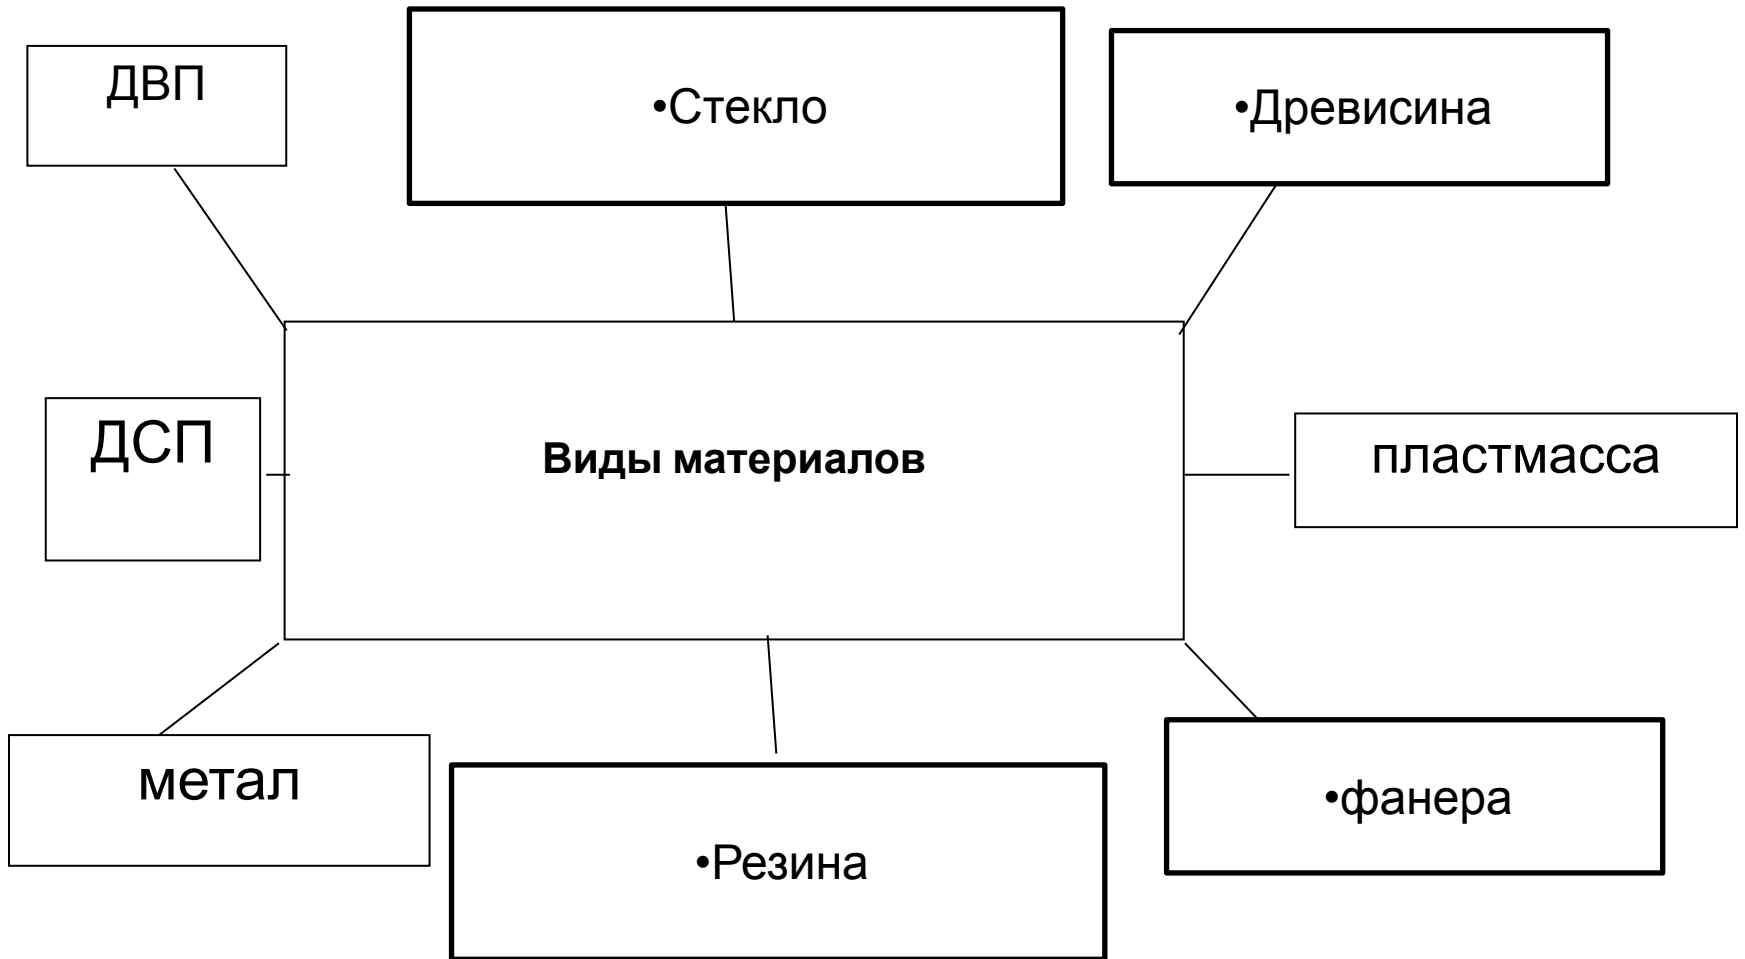 ДВП
•Стекло
•Древисина
ДСП
Виды материалов
пластмасса
метал
•Резина
•фанера